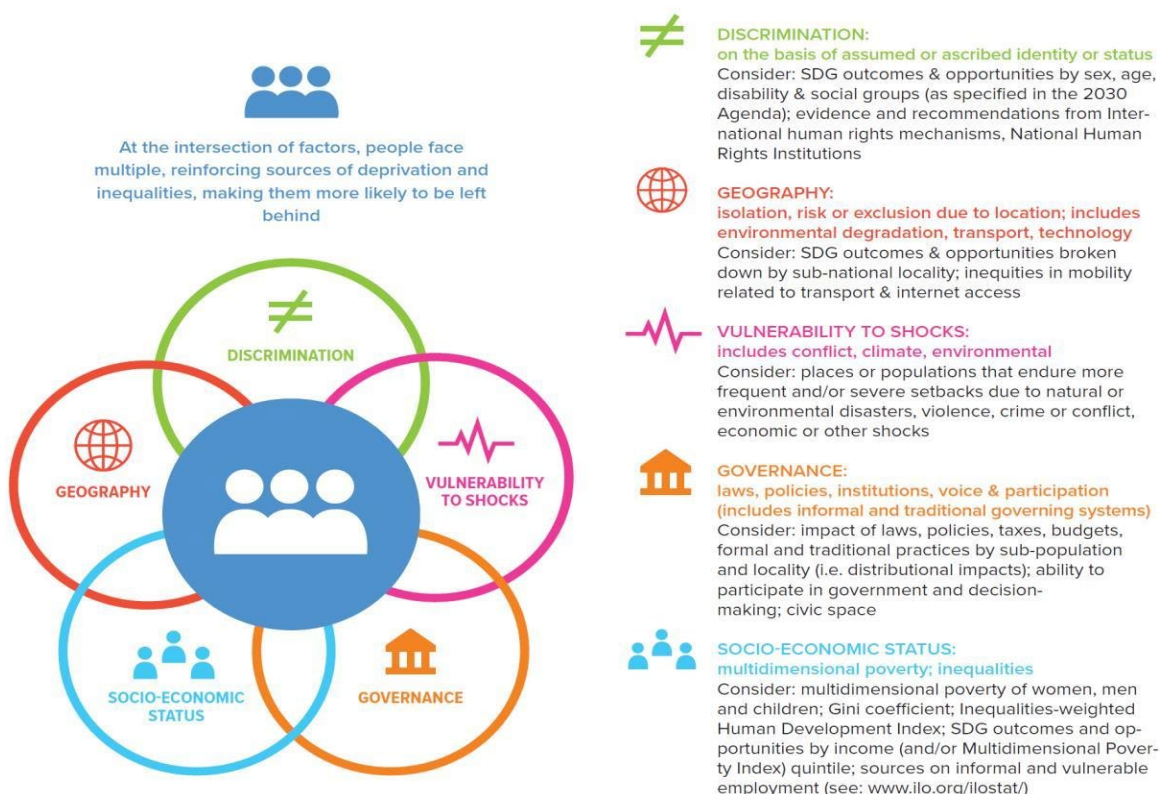 At the intersection of factors, people face
multiple, reinforcing sources of deprivation and
inequalities, making them more likely to be left
behind
DISCRIMINATION
GEOGRAPHY
VULNERABILITY
TO SHOCKS
SOCIO-ECONOMIC
STATUS
GOVERNANCE
DISCRIMINATION:
on the basis of assumed or ascribed identity or status
Consider: SDG outcomes & opportunities by sex, age,
disability & social groups (as specified in the 2030
Agenda); evidence and recommendations from Inter-
national human rights mechanisms, National Human
Rights Institutions
GEOGRAPHY:
isolation, risk or exclusion due to location; includes
environmental degradation, transport, technology
Consider: SDG outcomes & opportunities broken
down by sub-national locality; inequities in mobility
related to transport & internet access
VULNERABILITY TO SHOCKS:
includes conflict, climate, environmental
Consider: places or populations that endure more
frequent and/or severe setbacks due to natural or
environmental disasters, violence, crime or conflict,
economic or other shocks
GOVERNANCE:
laws, policies, institutions, voice & participation
(includes informal and traditional governing systems)
Consider: impact of laws, policies, taxes, budgets,
formal and traditional practices by sub-population
and locality (i.e. distributional impacts); ability to
participate in government and decision-
making; civic space
SOCIO-ECONOMIC STATUS:
multidimensional poverty; inequalities
Consider: multidimensional poverty of women, men
and children; Gini coefficient; Inequalities-weighted
Human Development Index; SDG outcomes and op-
portunities by income (and/or Multidimensional Pover-
ty Index) quintile; sources on informal and vulnerable
employment (see: www.ilo.org/ilostat/)